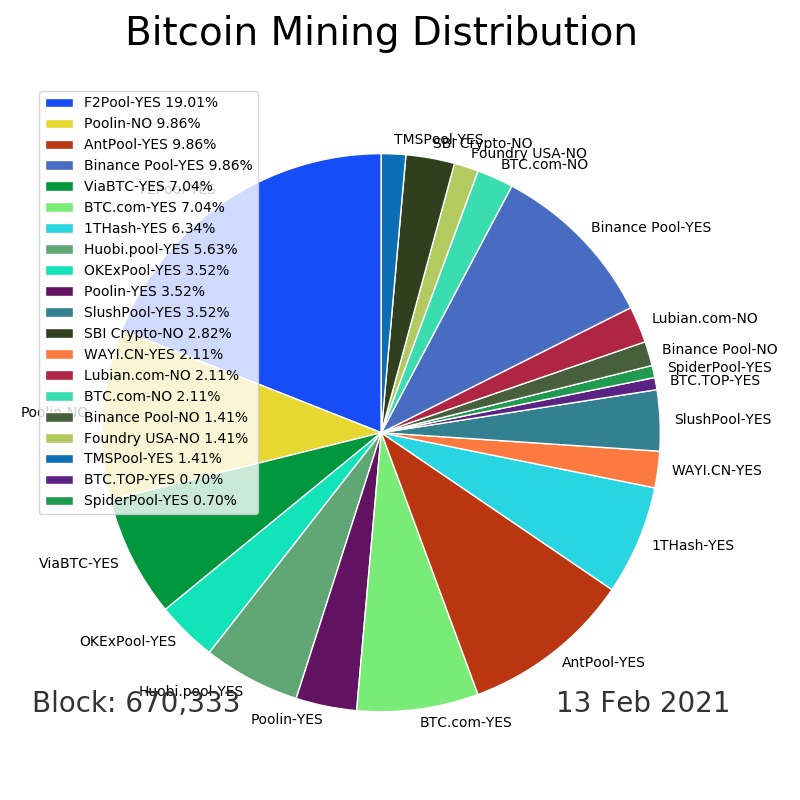 Bitcoin Mining Distribution
F2Pool-YES 19.01%
Poolin-NO 9.86%
AntPool-YES 9.86%
Binance Pool-YES 9.86%
ViaBTC-YES 7.04%
BTC.com-YES 7.04%
1THash-YES 6.34%
Huobi.pool-YES 5.63%
OKExPool-YES 3.52%
Poolin-YES 3.52%
SlushPool-YES 3.52%
SBI Crypto-NO 2.82%
WAYI.CN-YES 2.11%
Lubian.com-NO 2.11%
BTC.com-NO 2.11%
Binance Pool-NO 1.41%
Foundry USA-NO 1.41%
TMSPool-YES 1.41%
BTC.TOP-YES 0.70%
SpiderPool-YES 0.70%
TMSPool-YES
SBI Crypto-NO
Foundry USA-NO
BTC.com-NO
F2Pool-YES
Binance Pool-YES
Lubian.com-NO
Binance Pool-NO
SpiderPool-YES
BTC.TOP-YES
Poolin-NO
SlushPool-YES
WAYI.CN-YES
1THash-YES
ViaBTC-YES
OKExPool-YES
AntPool-YES
Huobi.pool-YES
Poolin-YES
BTC.com-YES
Block: 670,333
13 Feb 2021